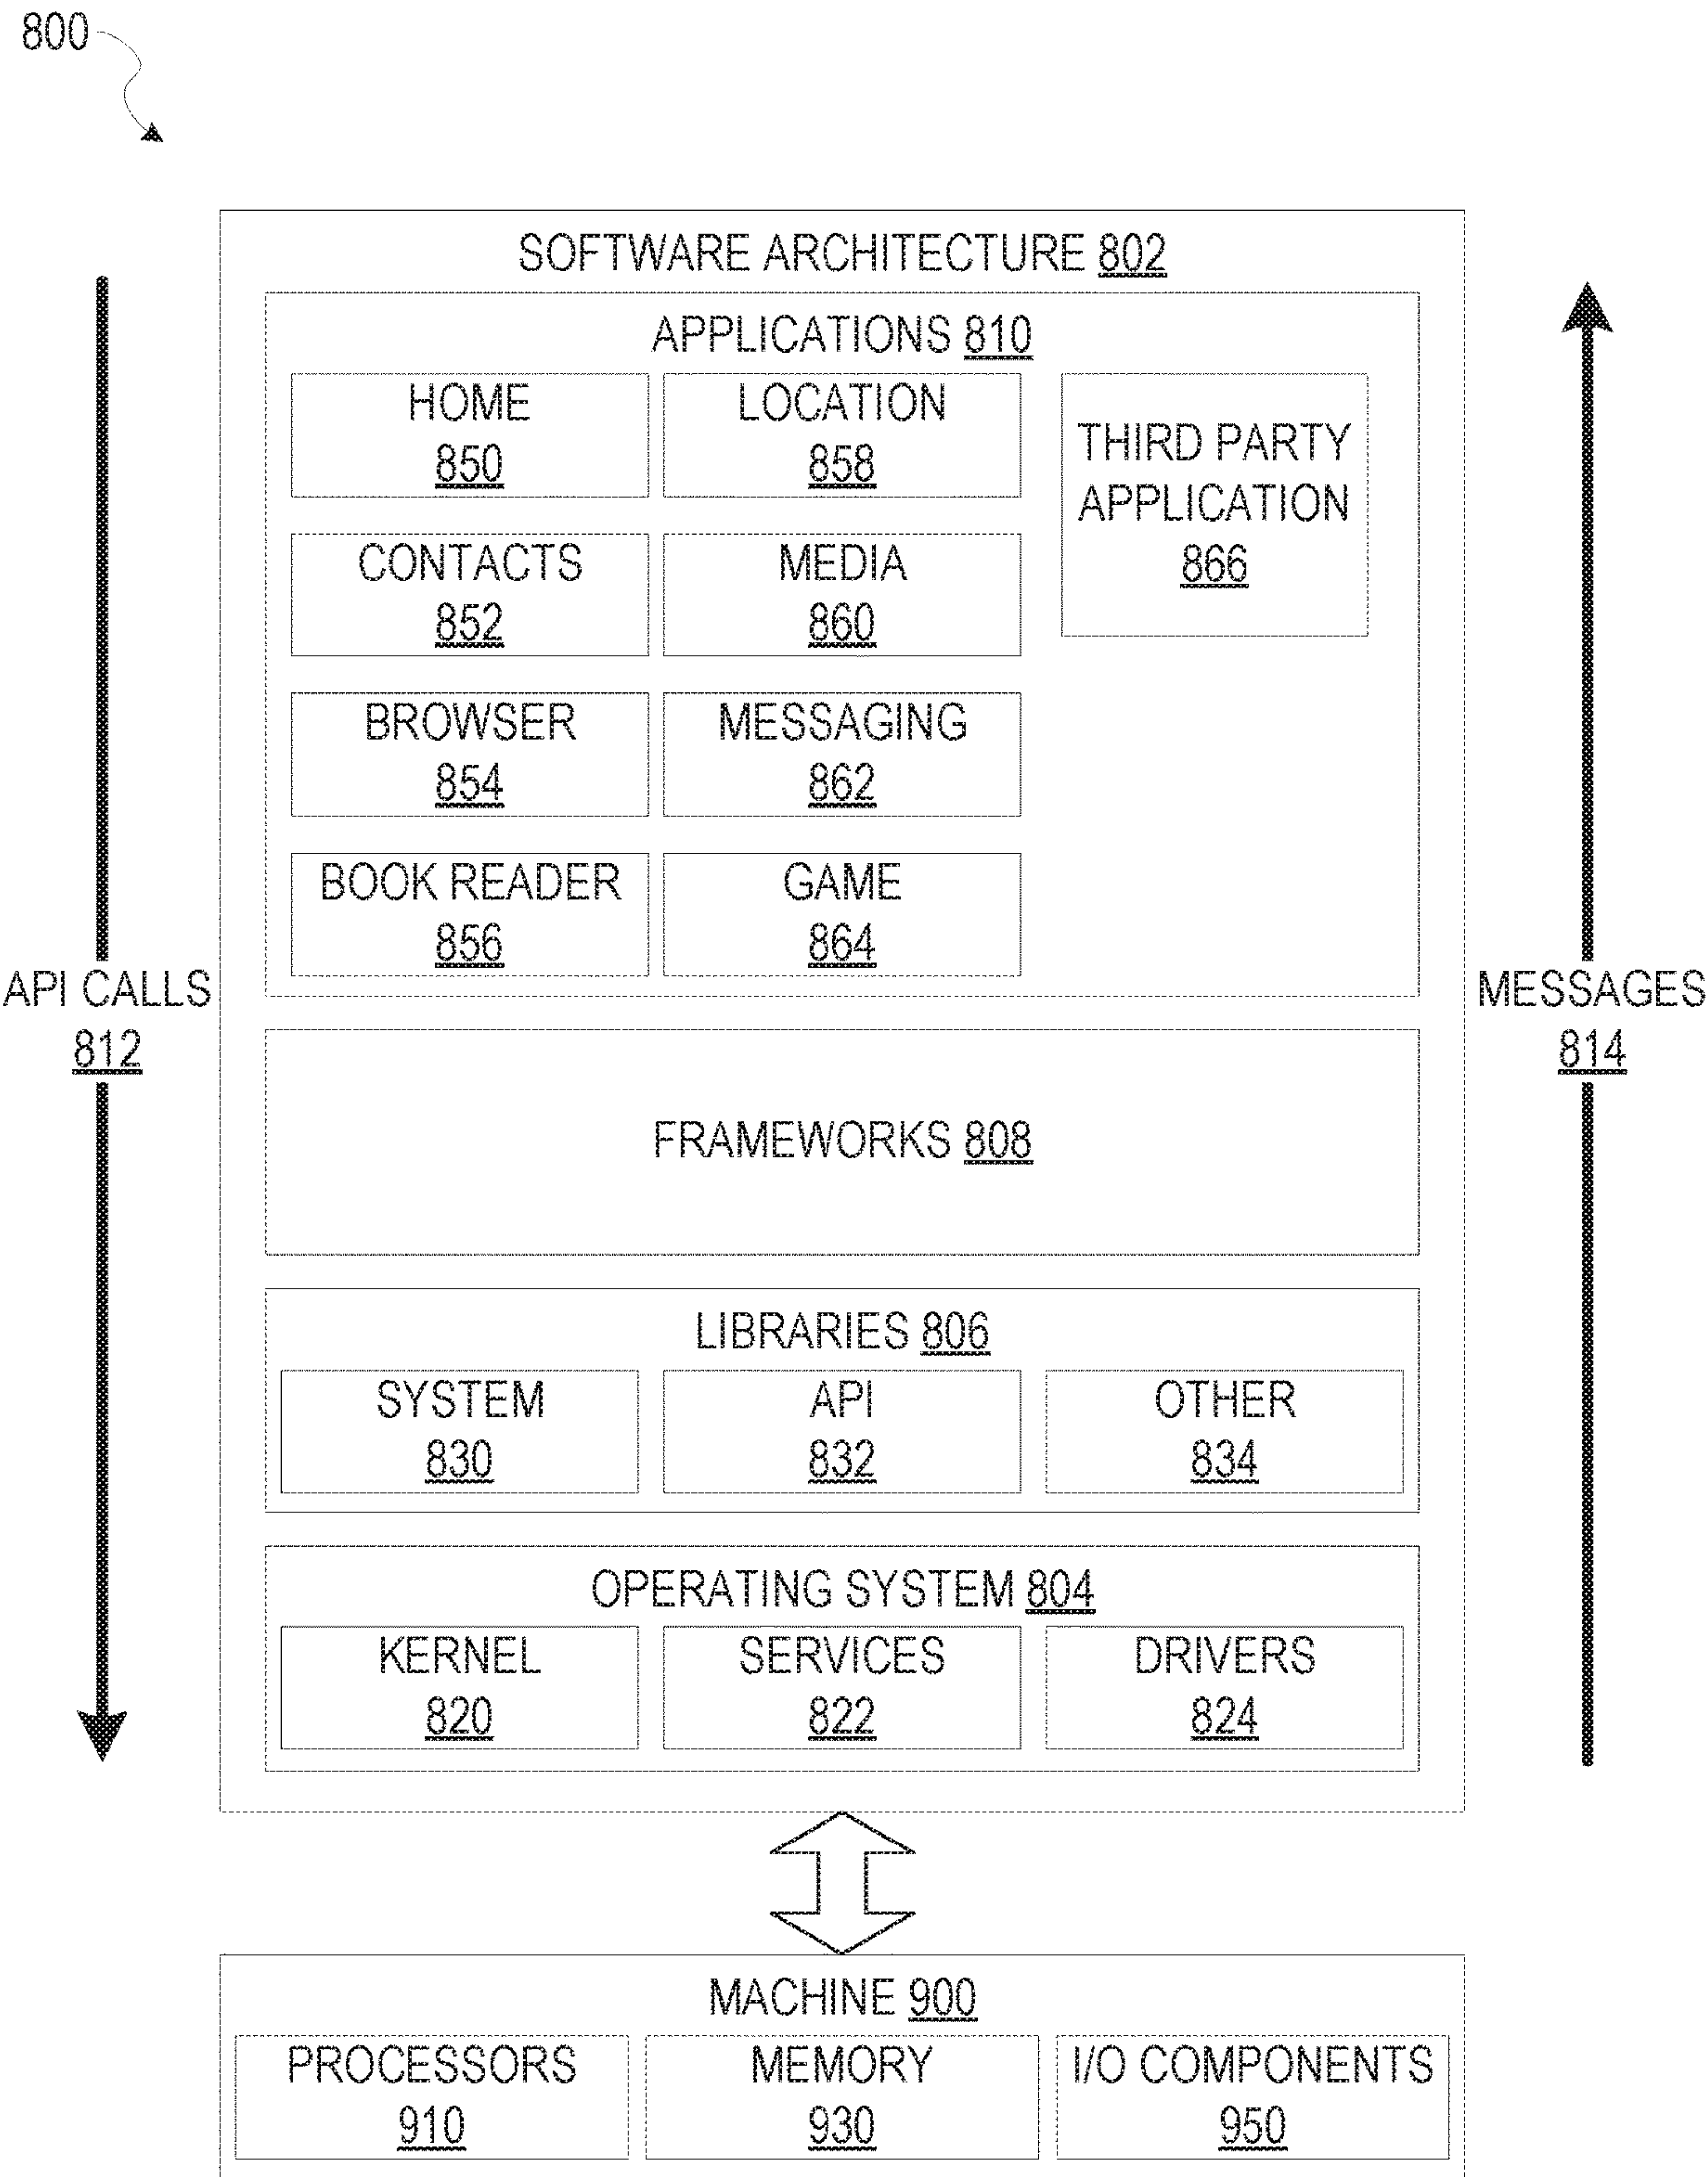 800
SOFTWARE ARCHITECTURE 802
APPLICATIONS 810
HOME
850
LOCATION
858
THIRD PARTY
APPLICATION
866
CONTACTS
852
MEDIA
860
BROWSER
854
MESSAGING
862
BOOK READER
856
GAME
864
API CALLS
812
MESSAGES
814
FRAMEWORKS 808
LIBRARIES 806
SYSTEM
830
API
832
OTHER
834
OPERATING SYSTEM 804
KERNEL
820
SERVICES
822
DRIVERS
824
MACHINE 900
PROCESSORS
910
MEMORY
930
I/O COMPONENTS
950